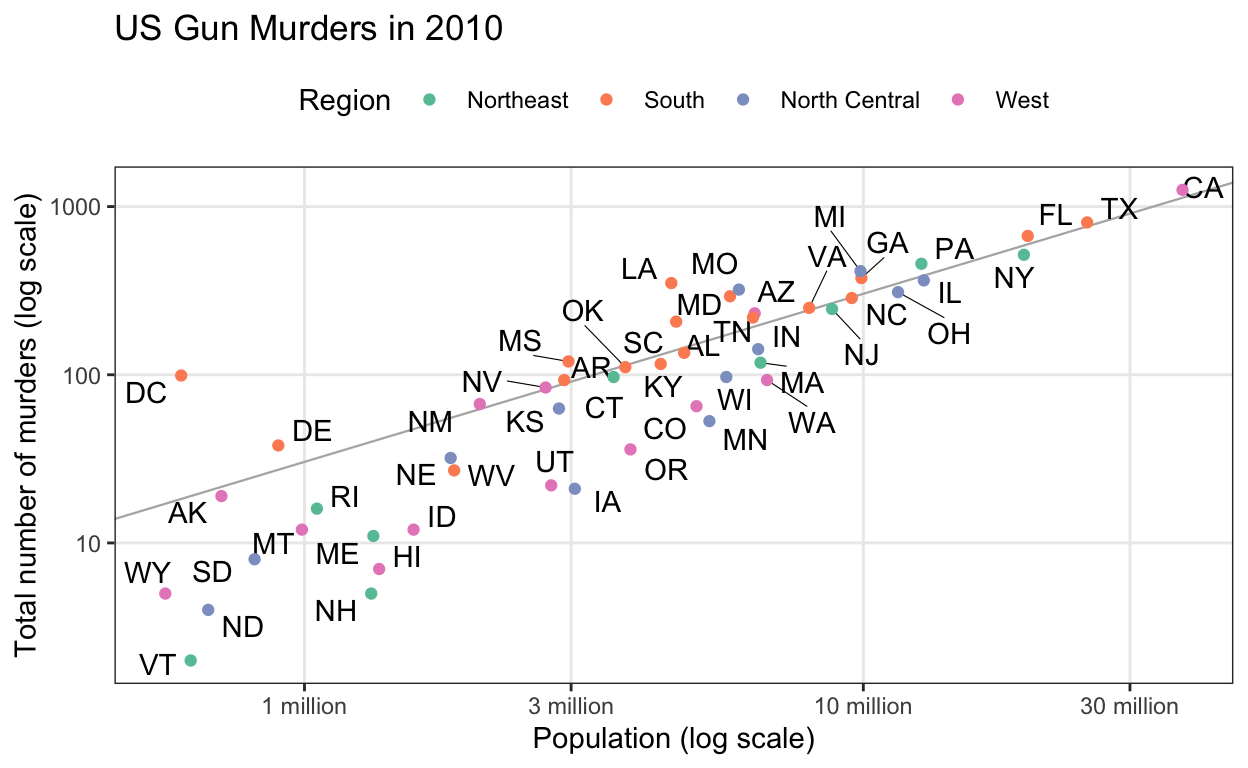 US Gun Murders in 2010
Region Northeast South North Central West
Total number of murders (log scale)
1000
100
10
CA
TX
FL
MI
GA
PA
VA
NY
LA
MO
AZ
IL
MD
OK
NC
OH
TN
IN
SC
AL
MS
NJ
AR
NV
DC
KY
MA
WI
CT
KS
NM
WA
DE
CO
MN
UT
OR
NE
WV
IA
RI
AK
ID
MT
ME
HI
WY
SD
NH
ND
VT
1 million 3 million 10 million 30 million
Population (log scale)